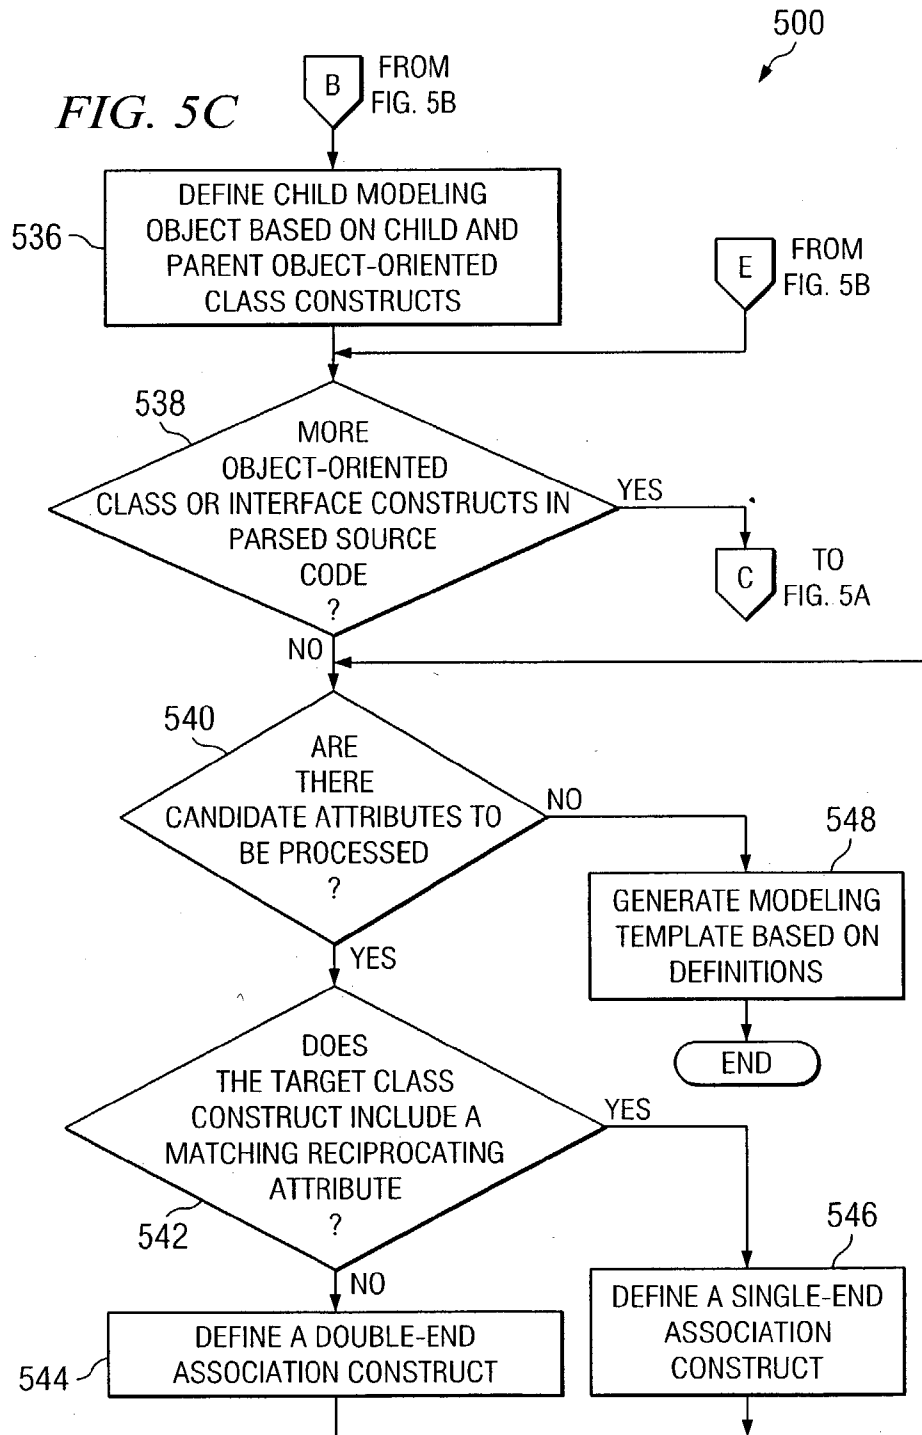 500
FIG. 5C
B
FROM
FIG. 5B
536
DEFINE CHILD MODELING
OBJECT BASED ON CHILD AND
PARENT OBJECT-ORIENTED
CLASS CONSTRUCTS
E
FROM
FIG. 5B
538
MORE
OBJECT-ORIENTED
CLASS OR INTERFACE CONSTRUCTS IN
PARSED SOURCE
CODE
?
YES
C
TO
FIG. 5A
NO
540
ARE
THERE
CANDIDATE ATTRIBUTES TO
BE PROCESSED
?
NO
548
GENERATE MODELING
TEMPLATE BASED ON
DEFINITIONS
END
YES
DOES
THE TARGET CLASS
CONSTRUCT INCLUDE A
MATCHING RECIPROCATING
ATTRIBUTE
?
542
YES
546
DEFINE A SINGLE-END
ASSOCIATION
CONSTRUCT
NO
544
DEFINE A DOUBLE-END
ASSOCIATION CONSTRUCT